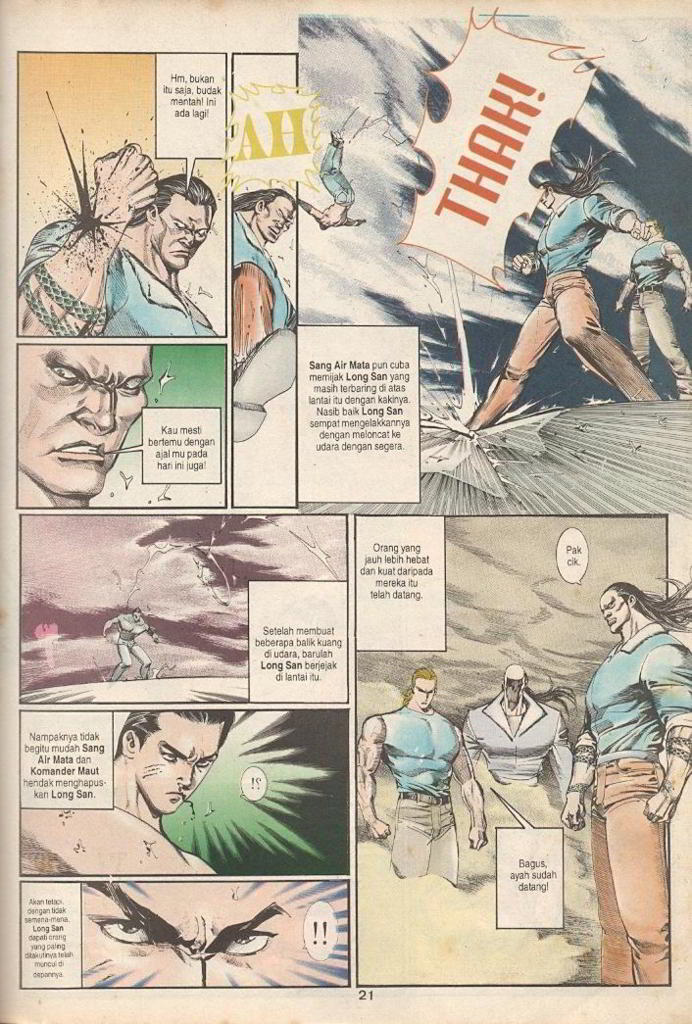 Hm, bukan
itu saja, budak
mentah! Ini
ada lagi!
AH
THAK!
Kau mesti
bertemu dengan
ajal mu pada
hari ini juga!
Sang Air Mata pun cuba
memijak Long San yang
masih terbaring di atas
lantai itu dengan kakinya.
Nasib baik Long San
sempat mengelakkannya
dengan meloncat ke
udara dengan segera.
Setelah membuat
beberapa balik kuang
di udara, barulah
Long San berjejak
di lantai itu.
Nampaknya tidak
begitu mudah Sang
Air Mata dan
Komander Maut
hendak menghapus-
kan Long San.
!?
Akan tetapi,
dengan tidak
semena-mena,
Long San
dapati orang
yang paling
ditakutinya telah
muncul di
depannya.
!!
Orang yang
jauh lebih hebat
dan kuat daripada
mereka itu
telah datang.
Pak
cik.
Bagus,
ayah sudah
datang!
21